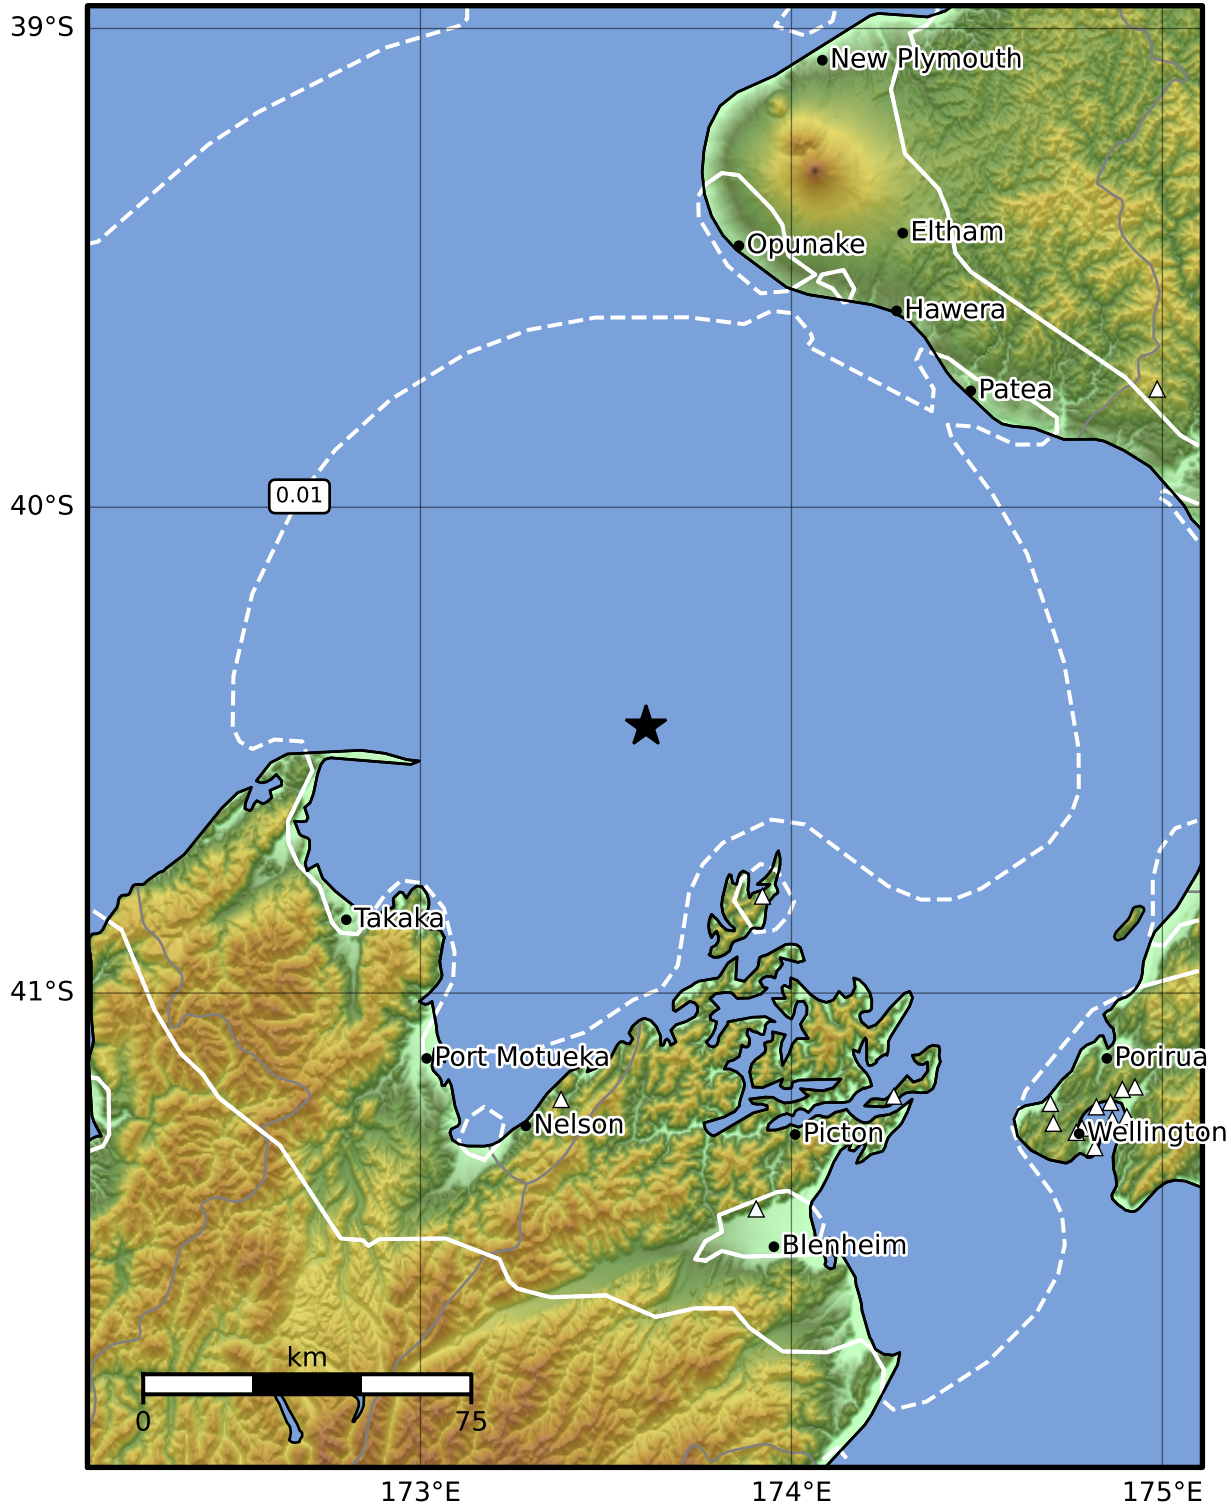 39°S
New Plymouth
Eltham
Opunake
Hawera
Patea
0.01
40°S
Takaka
41°S
Port Motueka
Porirua
Nelson
Picton
Wellington
Blenheim
km
0 75
173°E 174°E 175°E